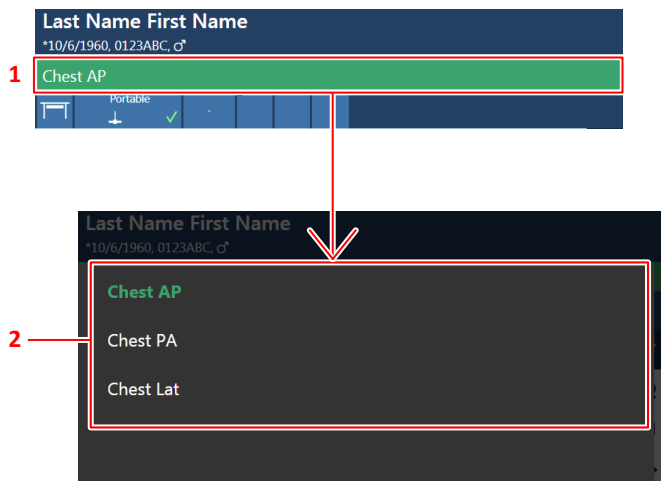 Last Name First Name
*10/6/1960, 0123ABC, ♂
1
Chest AP
Portable
-
Last Name First Name
*10/6/1960, 0123ABC, ♂
Chest AP
2
Chest PA
Chest Lat